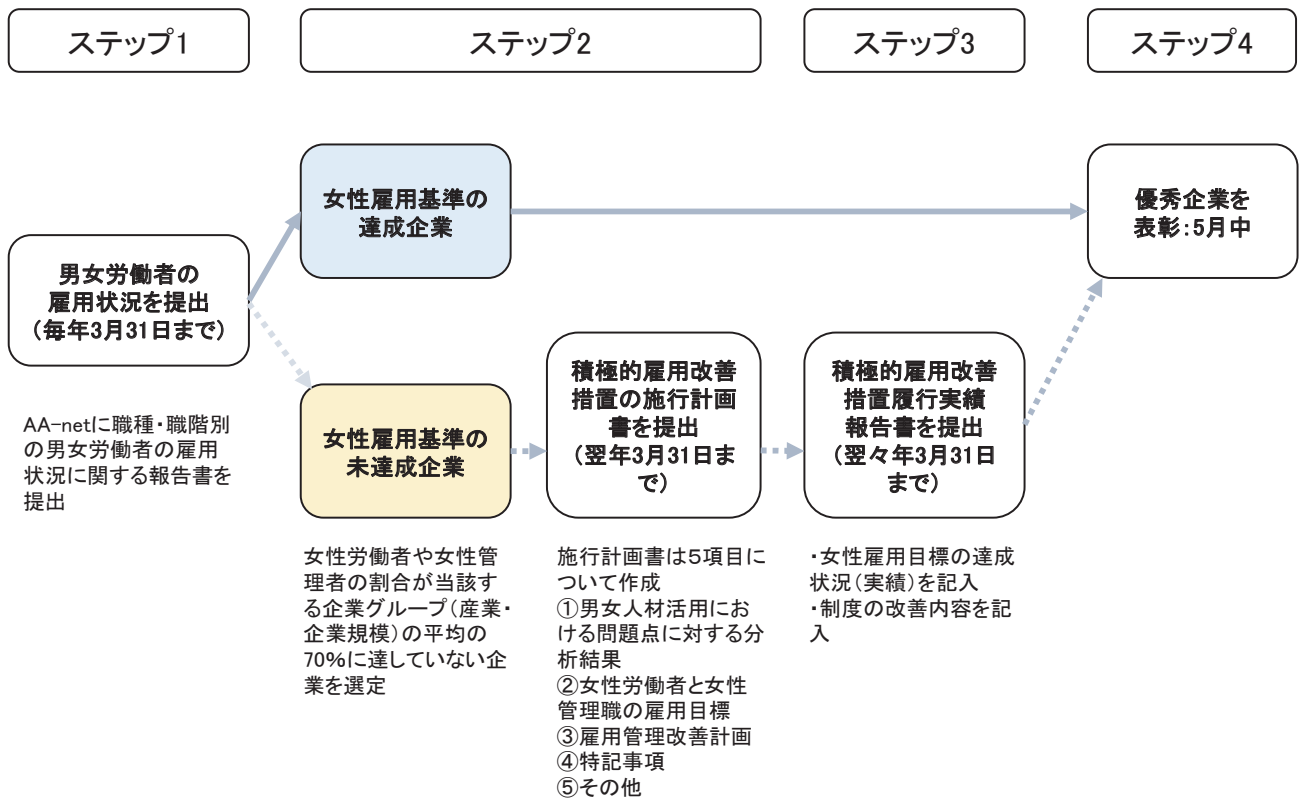 ステップ1
ステップ2
ステップ3
ステップ4
女性雇用基準の
達成企業
優秀企業を
表彰：5月中
男女労働者の
雇用状況を提出
（毎年3月31日まで）
AA-netに職種・職階別
の男女労働者の雇用
状況に関する報告書を
提出
女性雇用基準の
未達成企業
積極的雇用改善
措置の施行計画
書を提出
（翌年3月31日ま
で）
積極的雇用改善
措置履行実績
報告書を提出
（翌々年3月31日
まで）
女性労働者や女性管
理者の割合が当該す
る企業グループ（産業・
企業規模）の平均の
70%に達していない企
業を選定
施行計画書は５項目に
ついて作成
①男女人材活用にお
ける問題点に対する分
析結果
②女性労働者と女性
管理職の雇用目標
③雇用管理改善計画
④特記事項
⑤その他
・女性雇用目標の達成
状況（実績）を記入
・制度の改善内容を記
入